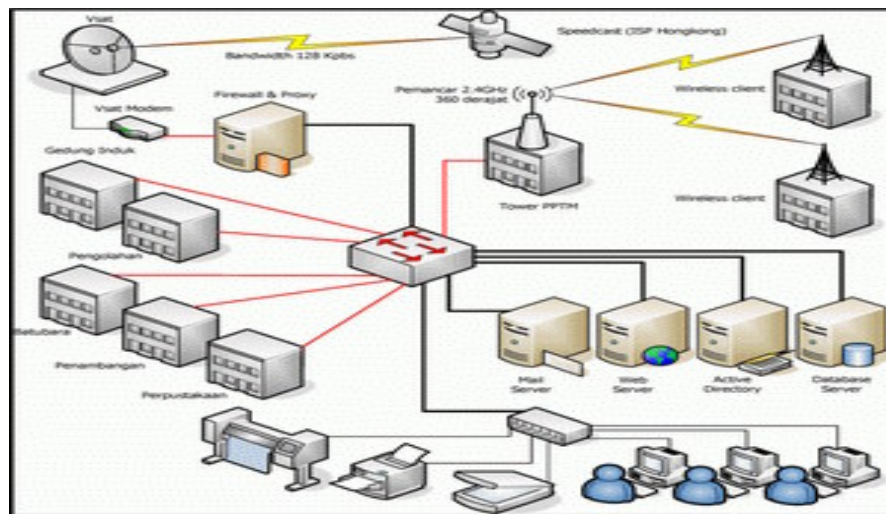 Vsat
Speedcast (ISP Hongkong)
Bandwidth 128 Kpbs
Pemancar 2.4GHz
360 derajat
Wireless client
Firewall & Proxy
Vsat Modem
Gedung Induk
Tower PPTM
Wireless client
Pengolahan
Batubara
Penambangan
Perpustakaan
Mail
Server
Web
Server
Active
Directory
Database
Server